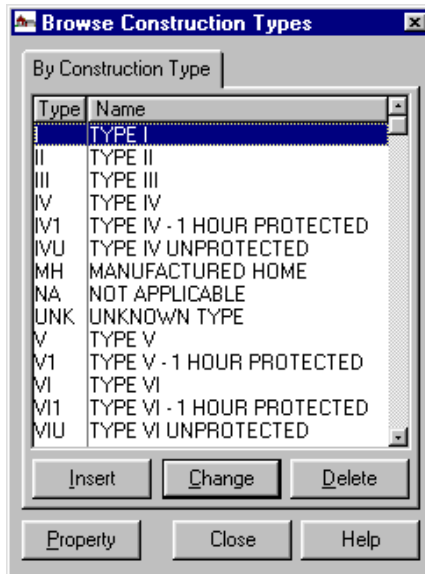 Browse Construction Types
By Construction Type
Type Name
I TYPE I
II TYPE II
III TYPE III
IV TYPE IV
IV1 TYPE IV - 1 HOUR PROTECTED
IVU TYPE IV UNPROTECTED
MH MANUFACTURED HOME
NA NOT APPLICABLE
UNK UNKNOWN TYPE
V TYPE V
V1 TYPE V - 1 HOUR PROTECTED
VI TYPE VI
VI1 TYPE VI - 1 HOUR PROTECTED
VIU TYPE VI UNPROTECTED
Insert Change Delete
Property Close Help